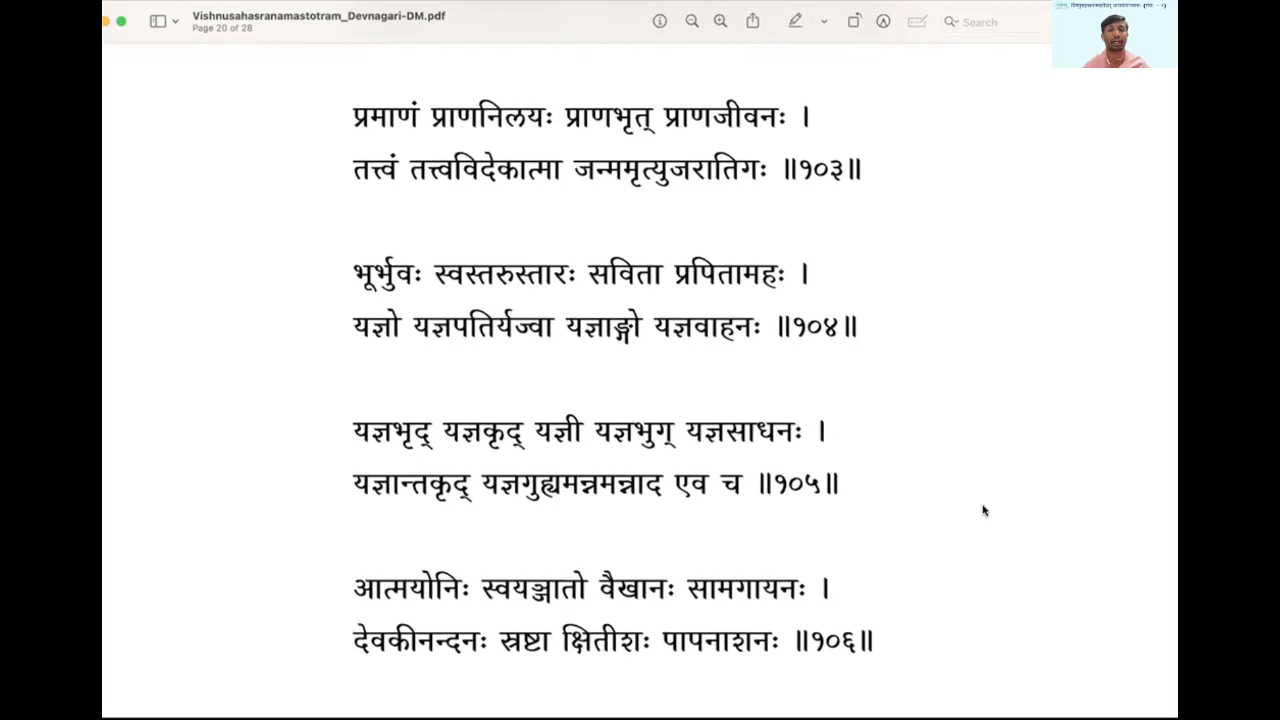 Vishnusahasranamastotram_Devnagari-DM.pdf
Page 20 of 28
Search
प्रमाणं प्राणनिलयः प्राणभृत् प्राणजीवनः ।
तत्त्वं तत्त्वविदेकात्मा जन्ममृत्युजरातिगः ॥१०३॥
भूर्भुवः स्वस्तरुस्तारः सविता प्रपितामहः ।
यज्ञो यज्ञपतिर्यज्वा यज्ञाङ्गो यज्ञवाहनः ॥१०४॥
यज्ञभृद् यज्ञकृद् यज्ञी यज्ञभुग् यज्ञसाधनः ।
यज्ञान्तकृद् यज्ञगुह्यमन्नमन्नाद एव च ॥१०५॥
आत्मयोनिः स्वयञ्जातो वैखानः सामगायनः ।
देवकीनन्दनः स्रष्टा क्षितीशः पापनाशनः ॥१०६॥